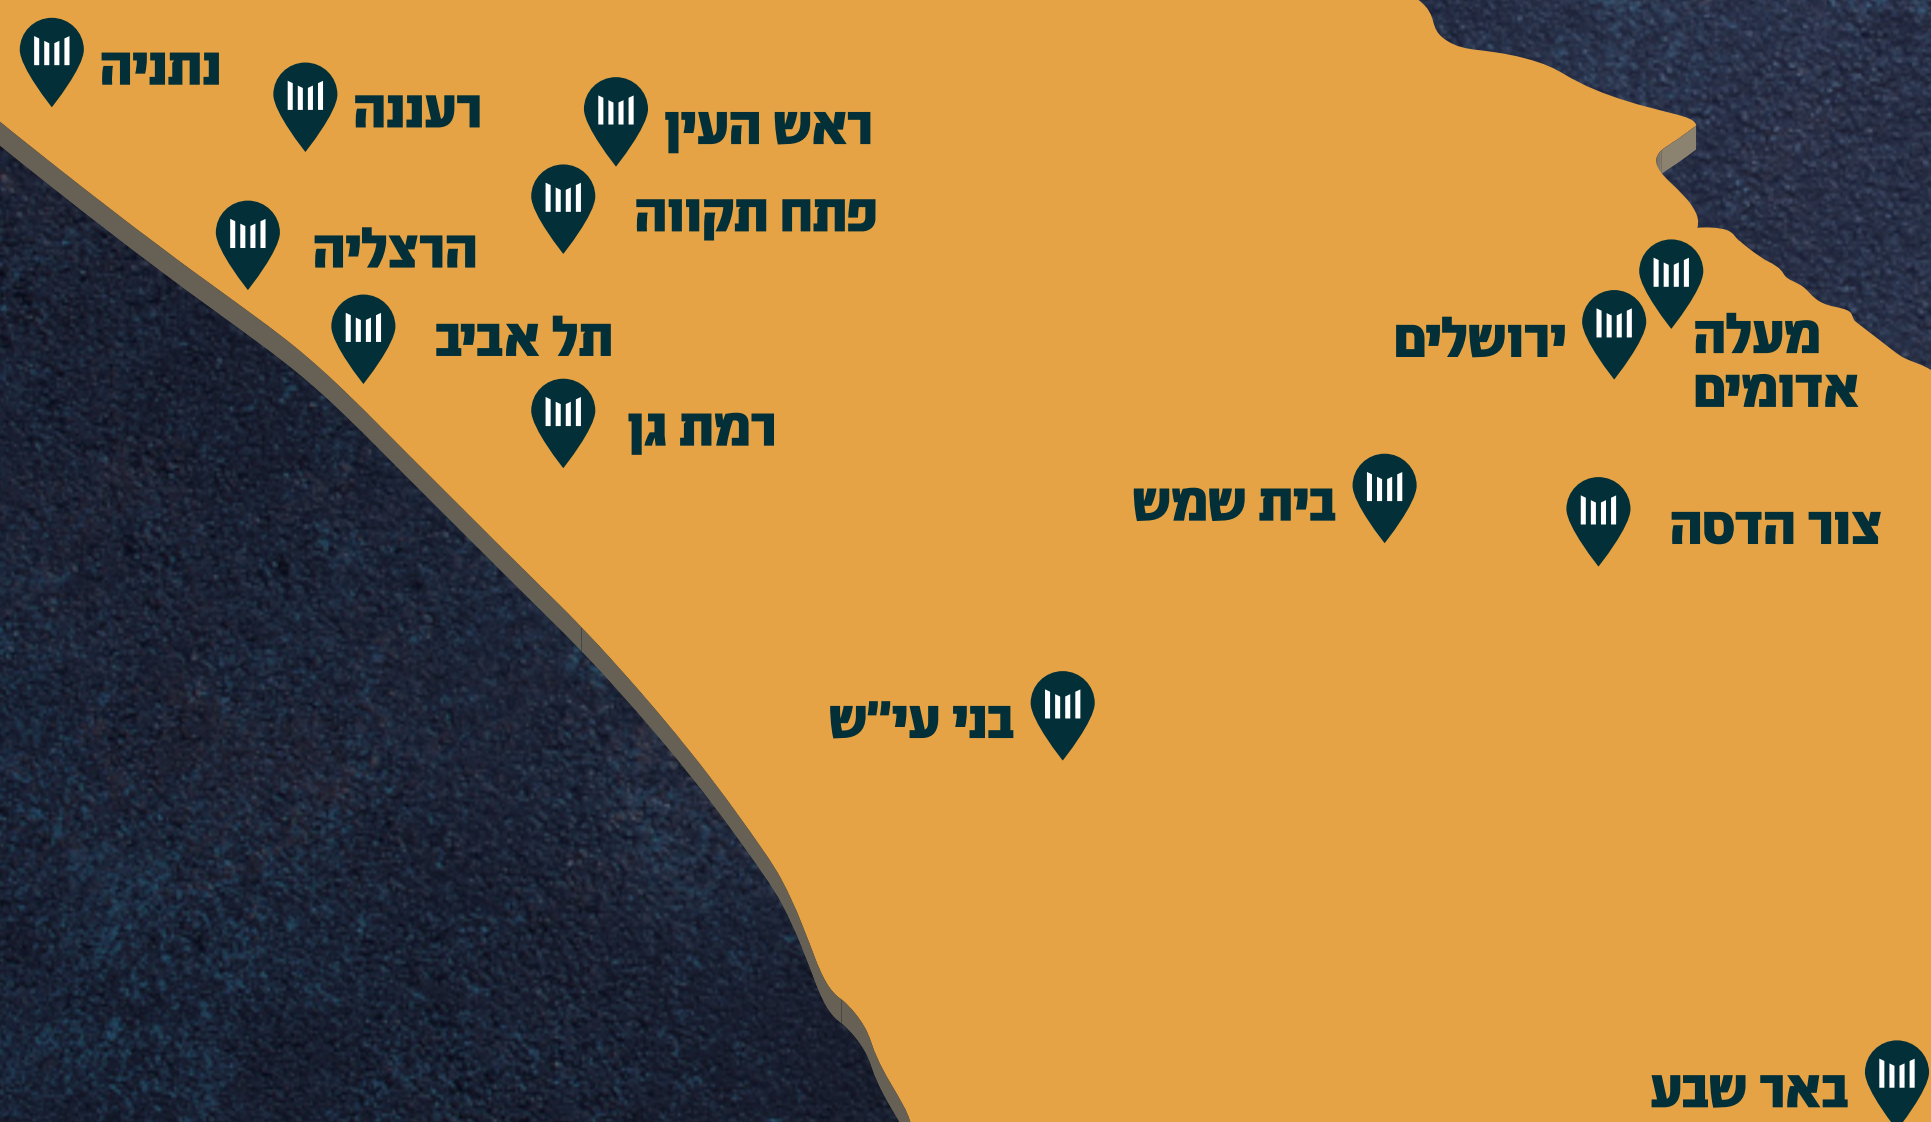 נתניה
רעננה
ראש העין
פתח תקווה
הרצליה
תל אביב
ירושלים
מעלה
אדומים
רמת גן
בית שמש
צור הדסה
בני עי״ש
באר שבע